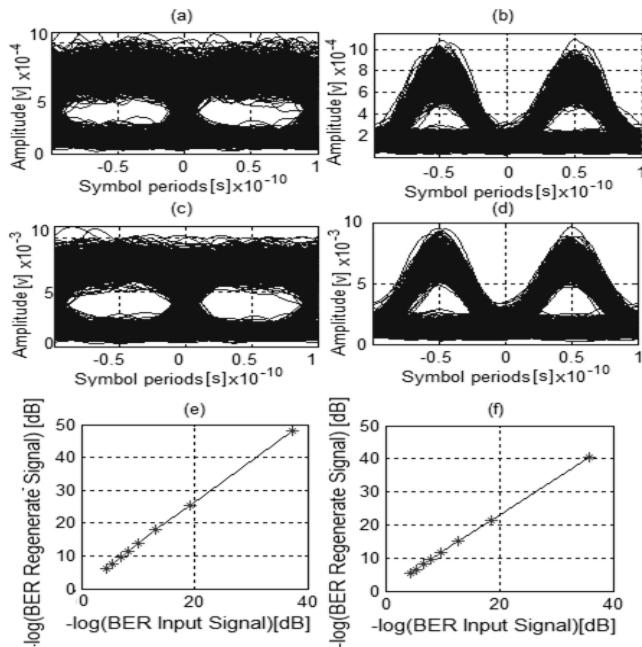 (a)
(b)
Amplitude [v] x10-4
10
5
0
-0.5
0
0.5
1
Symbol periods[s]x10-10
Amplitude [v] x10-4
10
8
6
4
2
-0.5
0
0.5
1
Symbol periods[s]x10-10
(c)
(d)
Amplitude [v] x10-3
10
5
0
-0.5
0
0.5
1
Symbol periods[s]x10-10
Amplitude [v] x10-3
10
5
0
-0.5
0
0.5
1
Symbol periods[s]x10-10
(e)
(f)
-log(BER Regenerate Signal) [dB]
50
40
30
20
10
0
0
20
40
-log(BER Input Signal)[dB]
-log(BER Regenerate Signal) [dB]
50
40
30
20
10
0
0
20
40
-log(BER Input Signal)[dB]